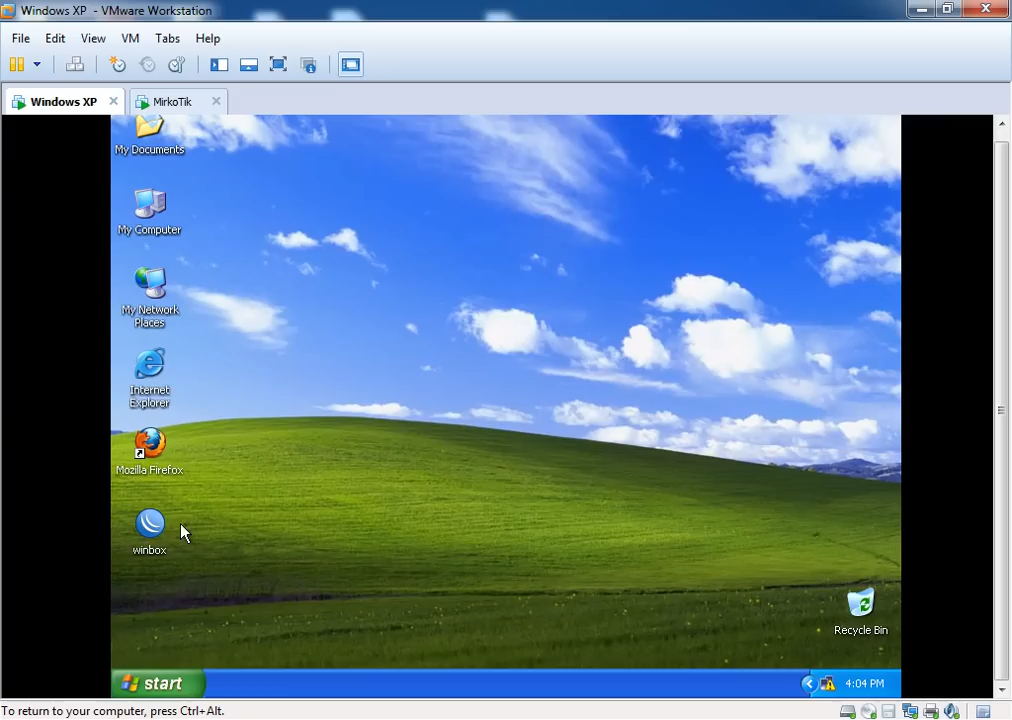 Windows XP - VMware Workstation
File Edit View VM Tabs Help
Windows XP MirkoTik
My Documents
My Computer
My Network
Places
Internet
Explorer
Mozilla Firefox
winbox
Recycle Bin
start 4:04 PM
To return to your computer, press Ctrl+Alt.